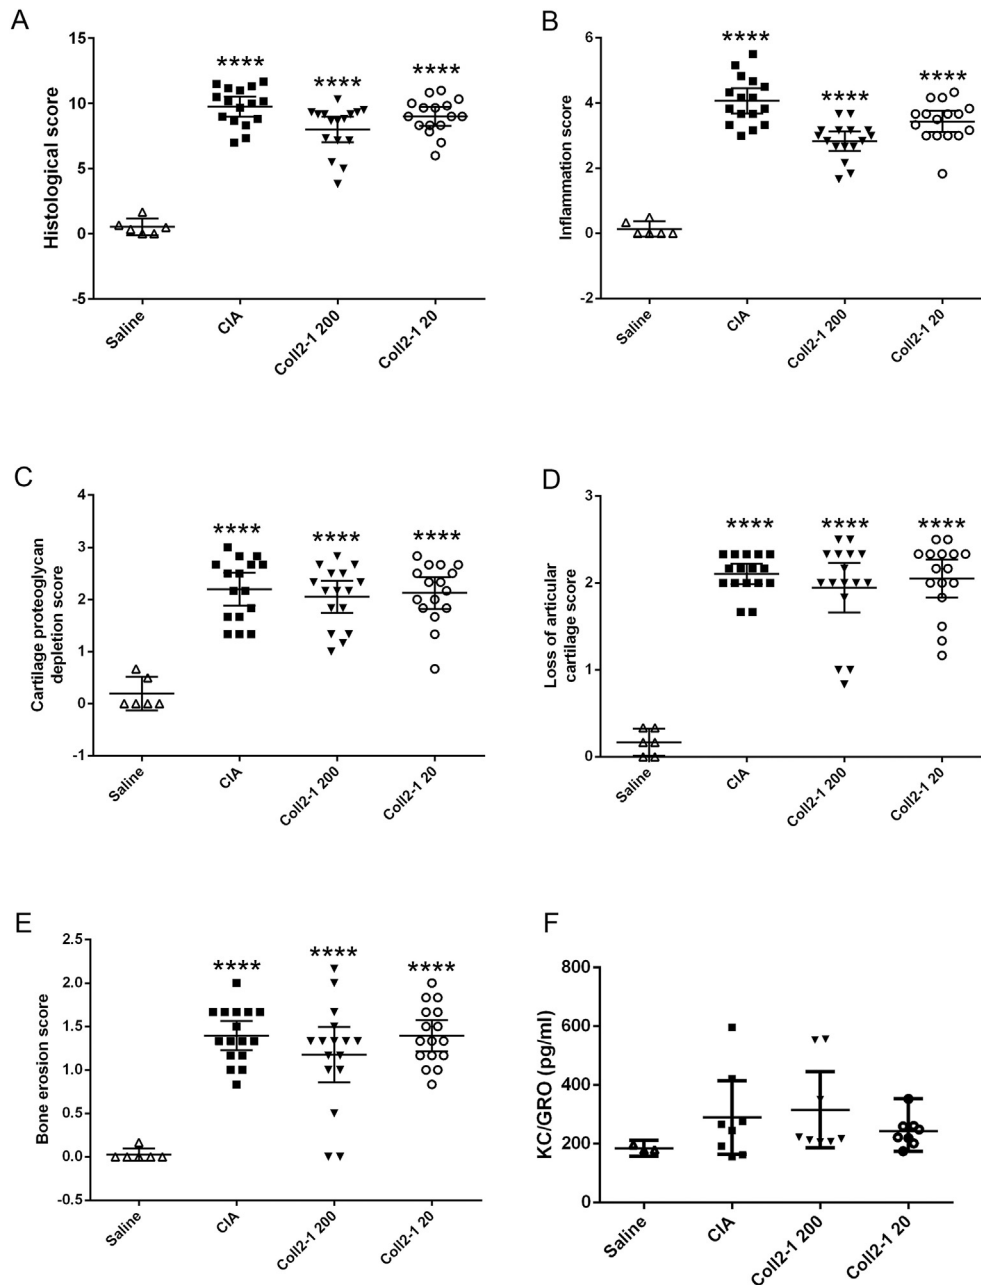 A
Histological score
15
10
5
0
-5
****
****
****
Saline
CIA
Coll2-1 200
Coll2-1 20
B
Inflammation score
6
4
2
0
-2
****
****
****
Saline
CIA
Coll2-1 200
Coll2-1 20
C
Cartilage proteoglycan
depletion score
4
3
2
1
0
-1
****
****
****
Saline
CIA
Coll2-1 200
Coll2-1 20
D
Loss of articular
cartilage score
3
2
1
0
****
****
****
Saline
CIA
Coll2-1 200
Coll2-1 20
E
Bone erosion score
2.5
2.0
1.5
1.0
0.5
0.0
-0.5
****
****
****
Saline
CIA
Coll2-1 200
Coll2-1 20
F
KC/GRO (pg/ml)
800
600
400
200
0
Saline
CIA
Coll2-1 200
Coll2-1 20